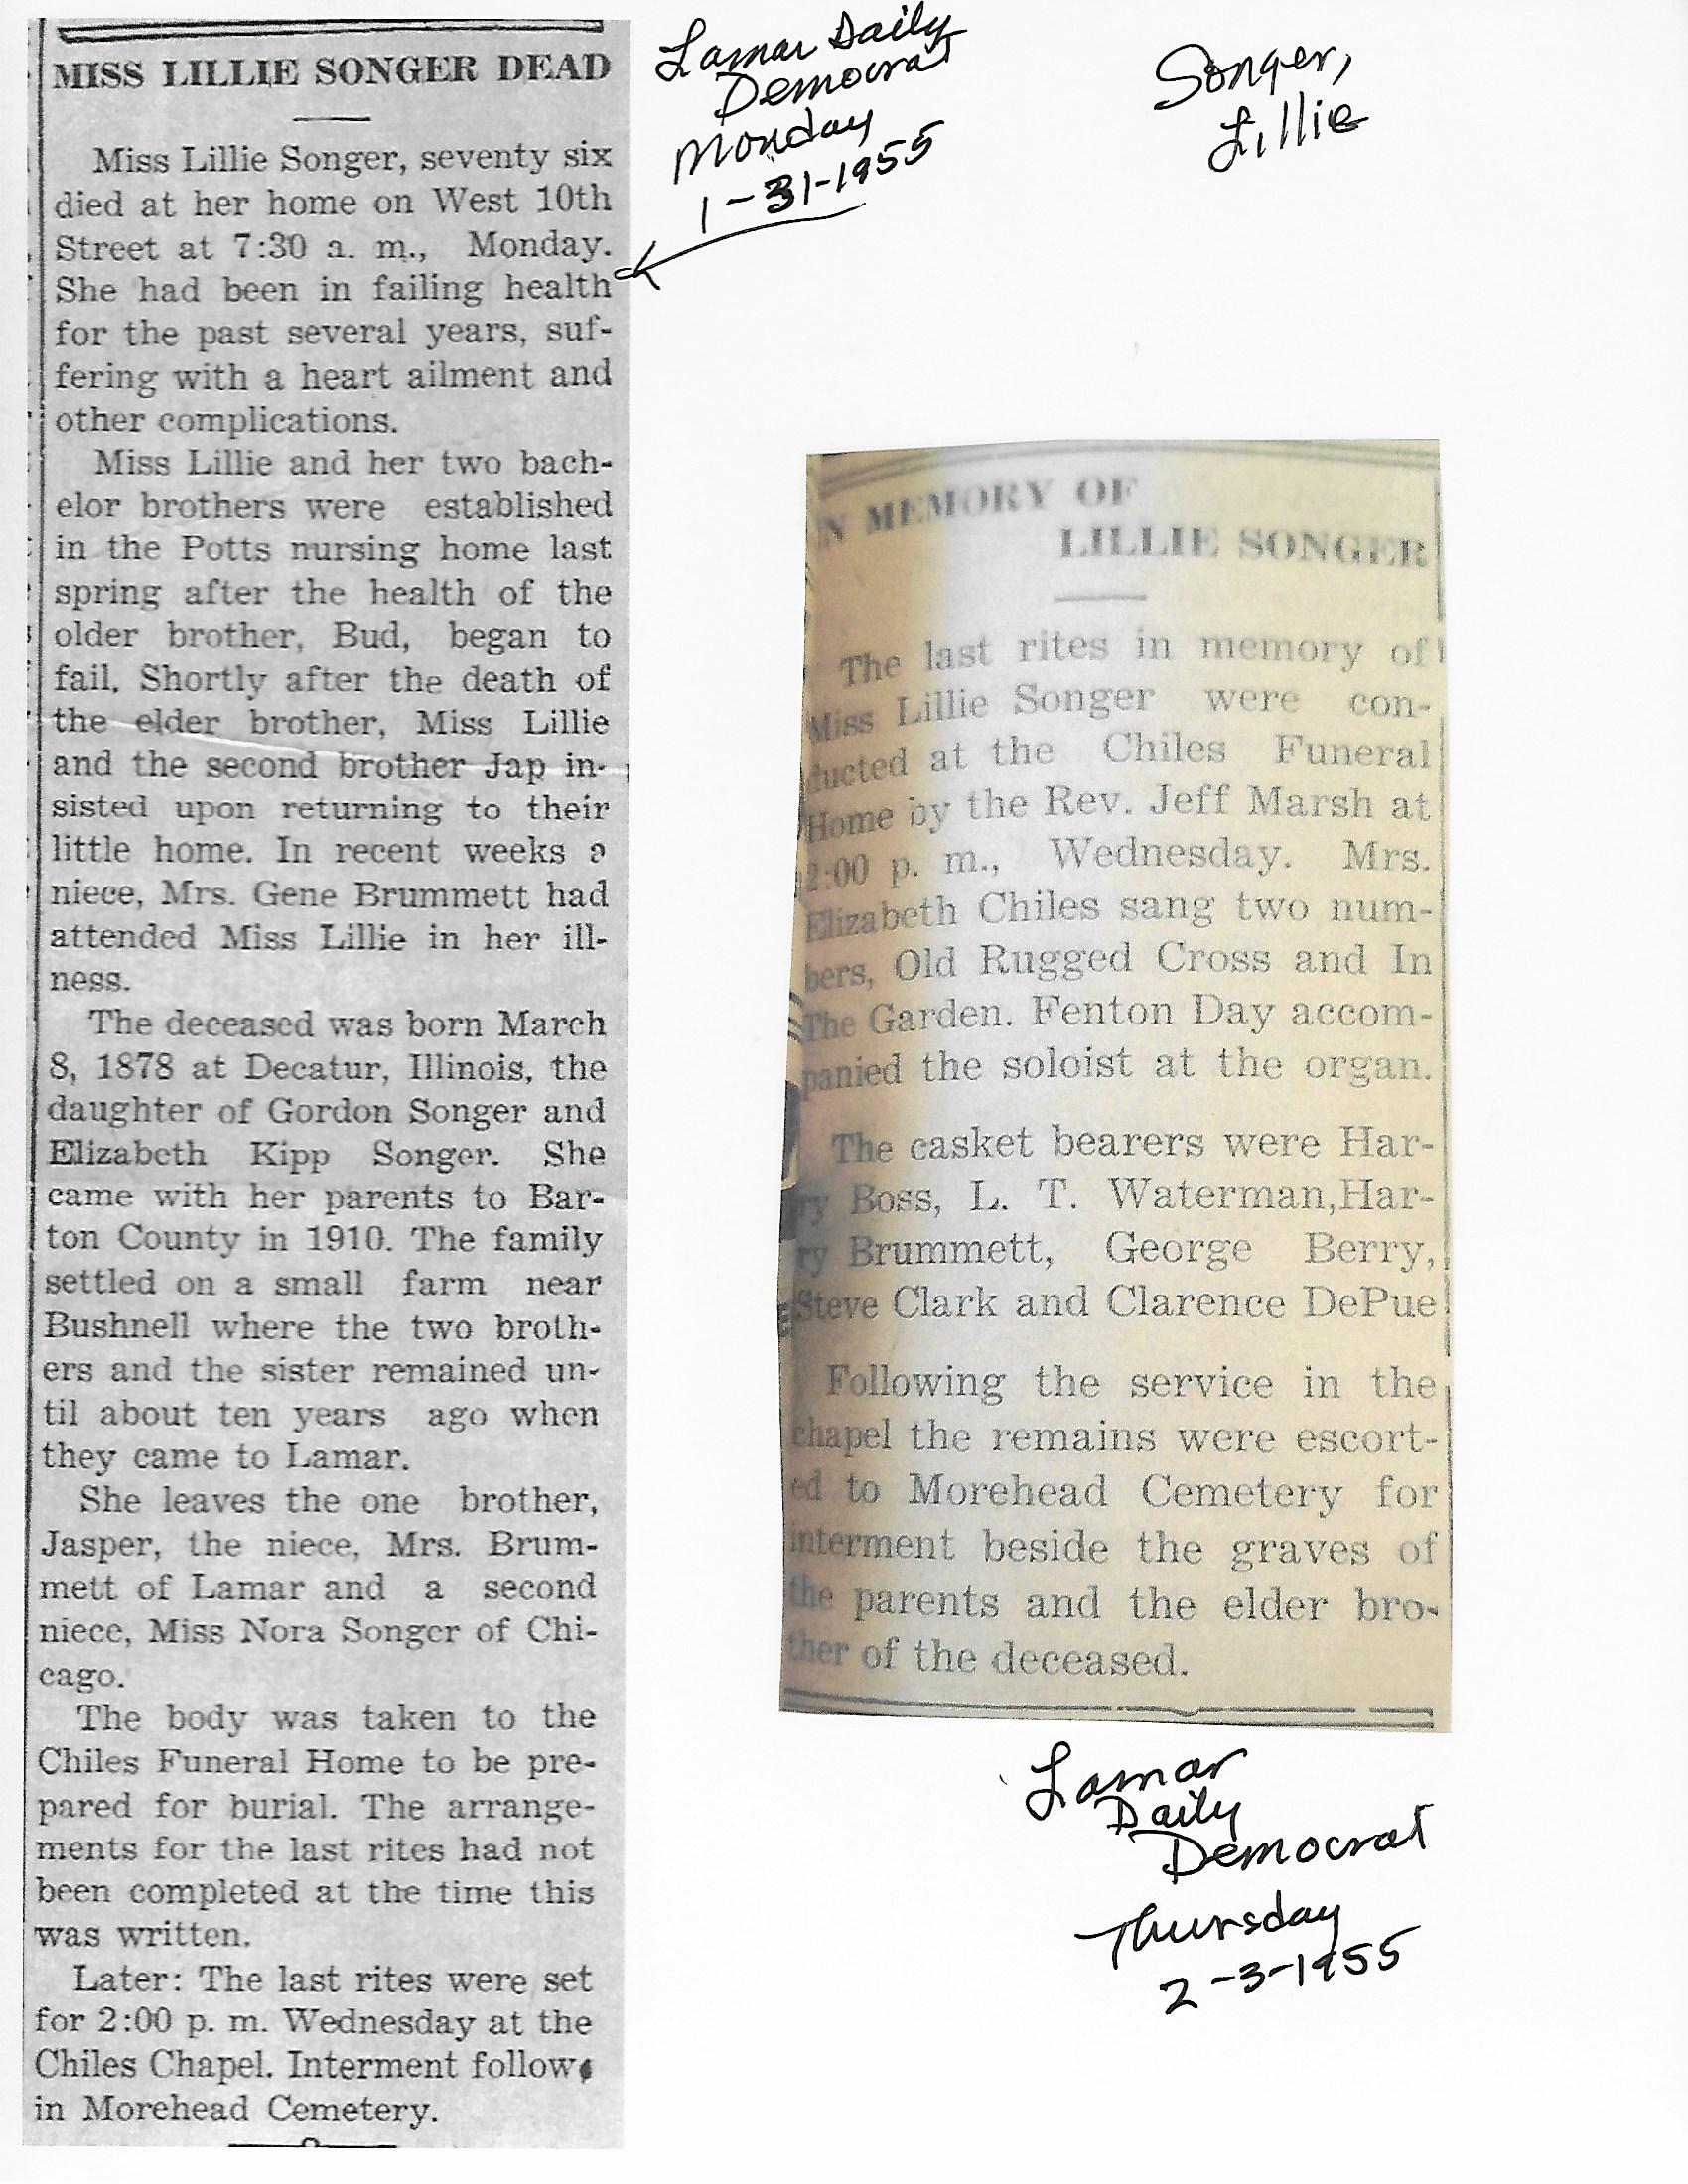 MISS LILLIE SONGER DEAD
Miss Lillie Songer, seventy six
died at her home on West 10th
Street at 7:30 a. m., Monday.
She had been in failing health
for the past several years, suf-
fering with a heart ailment and
other complications.
Miss Lillie and her two bach-
elor brothers were established
in the Potts nursing home last
spring after the health of the
older brother, Bud, began to
fail. Shortly after the death of
the elder brother, Miss Lillie
and the second brother Jap in-
sisted upon returning to their
little home. In recent weeks a
niece, Mrs. Gene Brummett had
attended Miss Lillie in her ill-
ness.
The deceased was born March
8, 1878 at Decatur, Illinois, the
daughter of Gordon Songer and
Elizabeth Kipp Songer. She
came with her parents to Bar-
ton County in 1910. The family
settled on a small farm near
Bushnell where the two broth-
ers and the sister remained un-
til about ten years ago when
they came to Lamar.
She leaves the one brother,
Jasper, the niece, Mrs. Brum-
mett of Lamar and a second
niece, Miss Nora Songer of Chi-
cago.
The body was taken to the
Chiles Funeral Home to be pre-
pared for burial. The arrange-
ments for the last rites had not
been completed at the time this
was written.
Later: The last rites were set
for 2:00 p. m. Wednesday at the
Chiles Chapel. Interment follows
in Morehead Cemetery.
Lamar Daily
Democrat
Monday
1-31-1955
Songer,
Lillie
N MEMORY OF
LILLIE SONGER
The last rites in memory of
Miss Lillie Songer were con-
ducted at the Chiles Funeral
Home by the Rev. Jeff Marsh at
2:00 p. m., Wednesday. Mrs.
Elizabeth Chiles sang two num-
bers, Old Rugged Cross and In
The Garden. Fenton Day accom-
panied the soloist at the organ.
The casket bearers were Har-
ry Boss, L. T. Waterman,Har-
ry Brummett, George Berry,
Steve Clark and Clarence DePue
Following the service in the
chapel the remains were escort-
ed to Morehead Cemetery for
interment beside the graves of
the parents and the elder bro-
ther of the deceased.
Lamar
Daily
Democrat
Thursday
2-3-1955